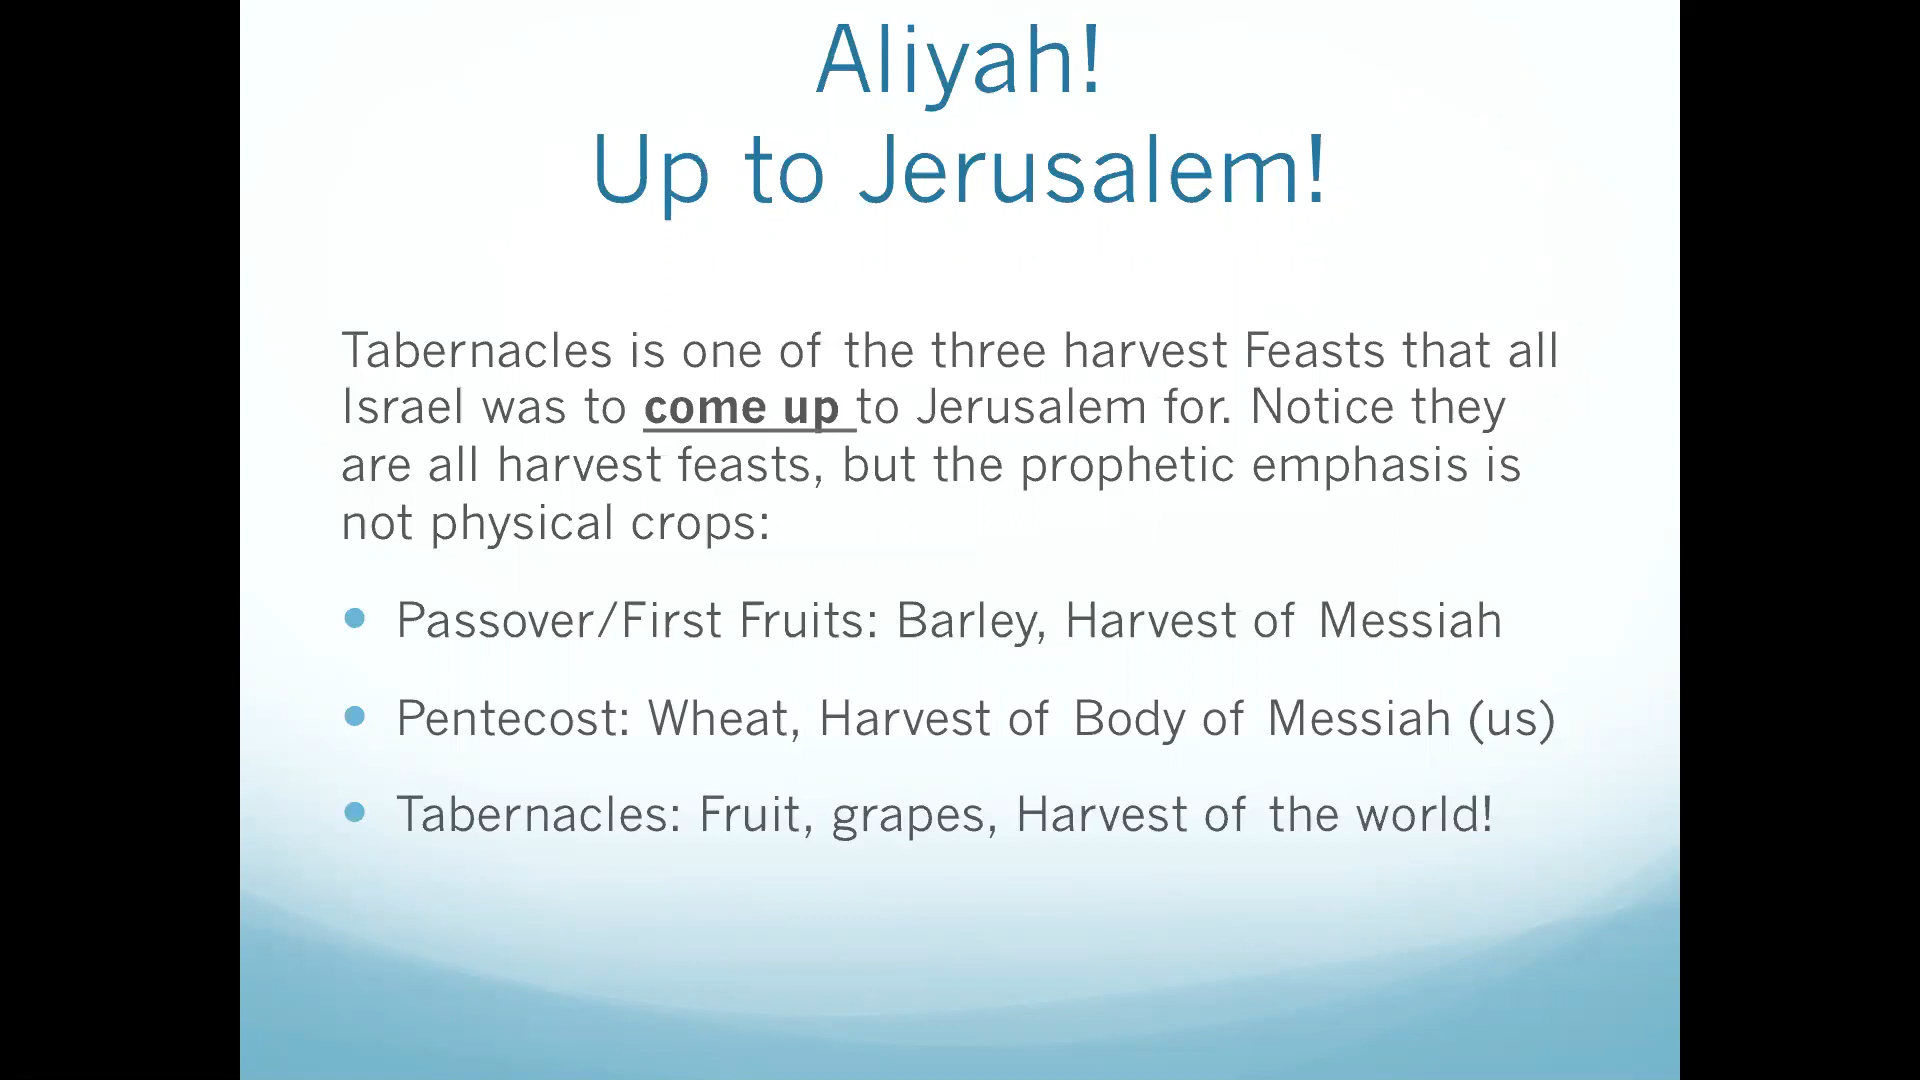 Aliyah!
Up to Jerusalem!
Tabernacles is one of the three harvest Feasts that all
Israel was to come up to Jerusalem for. Notice they
are all harvest feasts, but the prophetic emphasis is
not physical crops:
• Passover/First Fruits: Barley, Harvest of Messiah
• Pentecost: Wheat, Harvest of Body of Messiah (us)
• Tabernacles: Fruit, grapes, Harvest of the world!